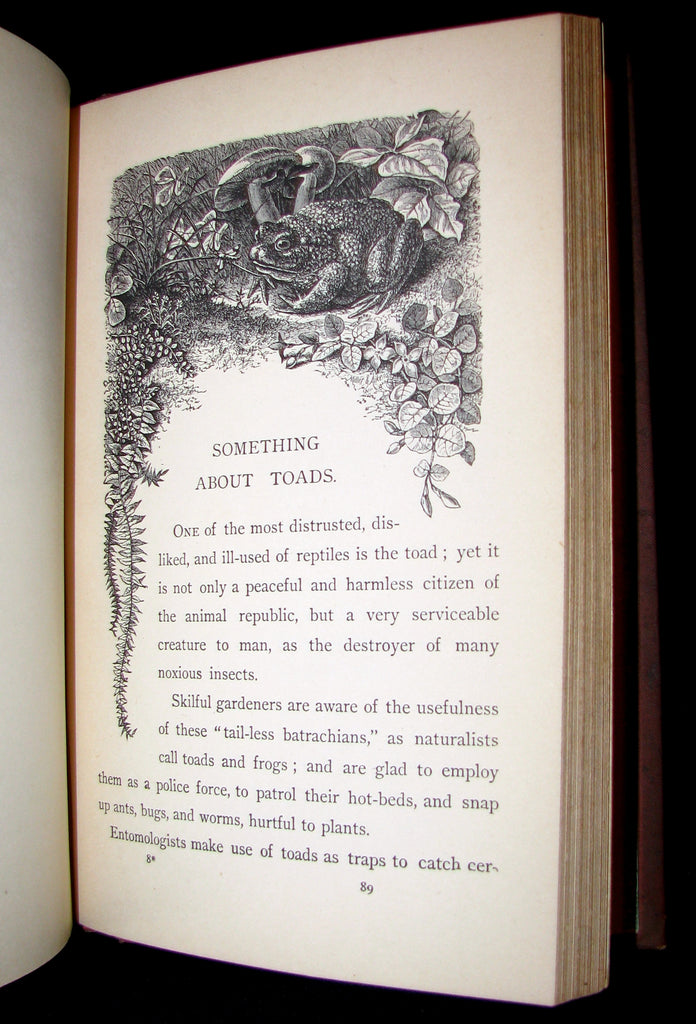 SOMETHING
ABOUT TOADS.
ONE of the most distrusted, dis-
liked, and ill-used of reptiles is the toad ; yet it
is not only a peaceful and harmless citizen of
the animal republic, but a very serviceable
creature to man, as the destroyer of many
noxious insects.
Skilful gardeners are aware of the usefulness
of these "tail-less batrachians," as naturalists
call toads and frogs ; and are glad to employ
them as a police force, to patrol their hot-beds, and snap
up ants, bugs, and worms, hurtful to plants.
Entomologists make use of toads as traps to catch cer-
8*
89